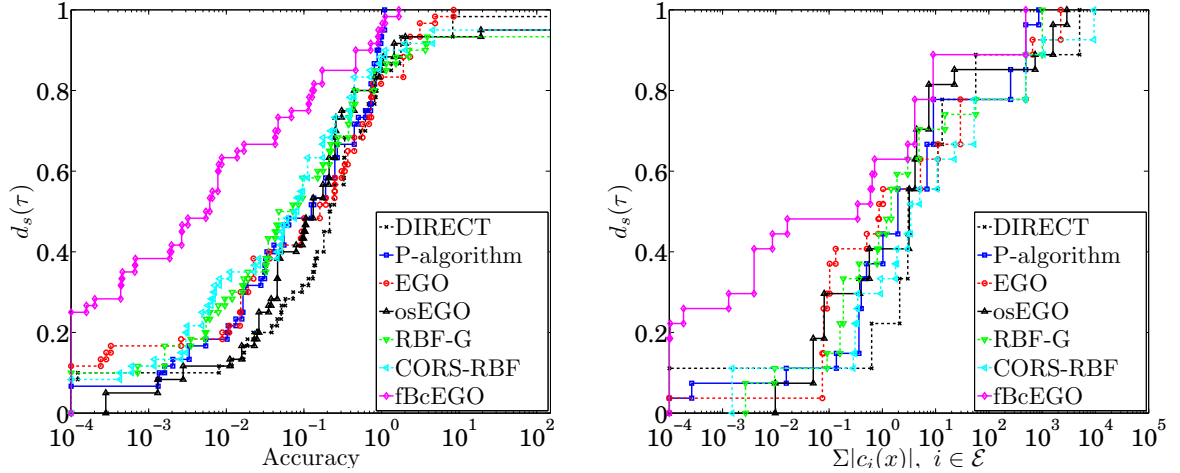 1
0.8
0.6
0.4
0.2
0
d_s(τ)
10^−4
10^−3
10^−2
10^−1
10^0
10^1
10^2
Accuracy
DIRECT
P-algorithm
EGO
osEGO
RBF-G
CORS-RBF
fBcEGO
1
0.8
0.6
0.4
0.2
0
d_s(τ)
10^−4
10^−3
10^−2
10^−1
10^0
10^1
10^2
10^3
10^4
10^5
Σ|c_i(x)|, i ∈ ℰ
DIRECT
P-algorithm
EGO
osEGO
RBF-G
CORS-RBF
fBcEGO